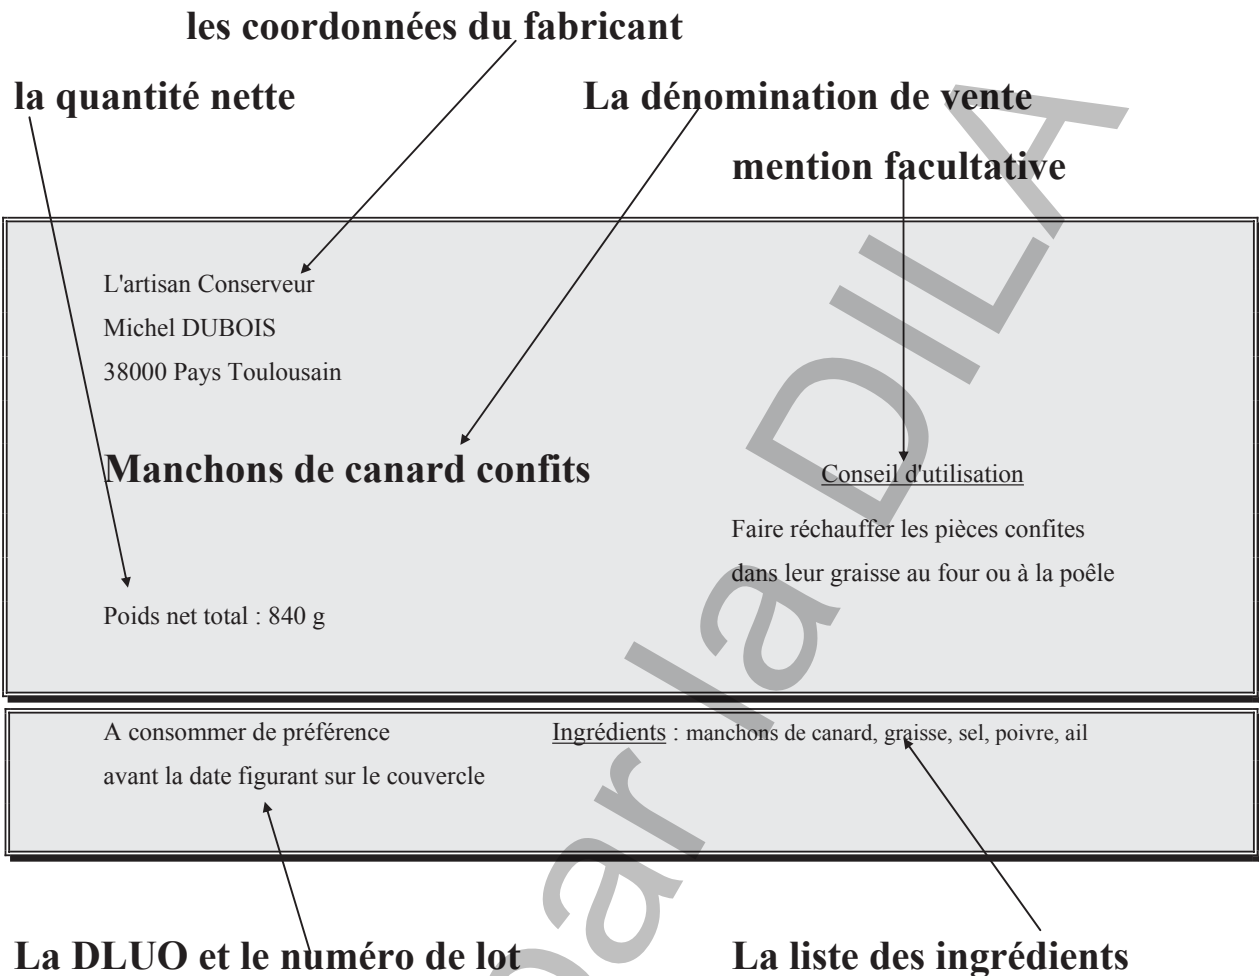 les coordonnées du fabricant
la quantité nette
La dénomination de vente
mention facultative
L'artisan Conserveur
Michel DUBOIS
38000 Pays Toulousain
Manchons de canard confits
Conseil d'utilisation
Faire réchauffer les pièces confites
dans leur graisse au four ou à la poêle
Poids net total : 840 g
A consommer de préférence
avant la date figurant sur le couvercle
Ingrédients : manchons de canard, graisse, sel, poivre, ail
La DLUO et le numéro de lot
La liste des ingrédients
par la DILA